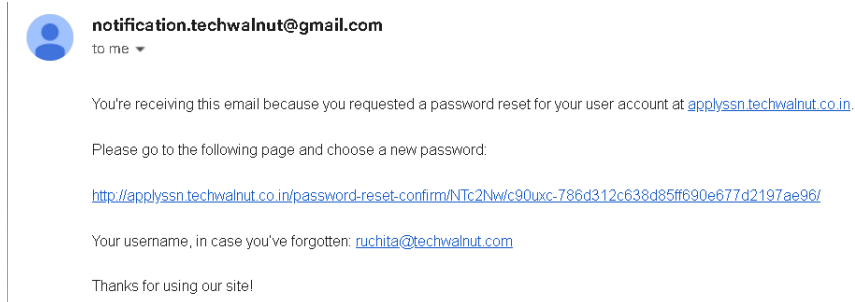 notification.techwalnut@gmail.com
to me
You're receiving this email because you requested a password reset for your user account at applyssn.techwalnut.co.in.
Please go to the following page and choose a new password:
http://applyssn.techwalnut.co.in/password-reset-confirm/NTc2Nw/c90uxc-786d312c638d85ff690e677d2197ae96/
Your username, in case you've forgotten: ruchita@techwalnut.com
Thanks for using our site!